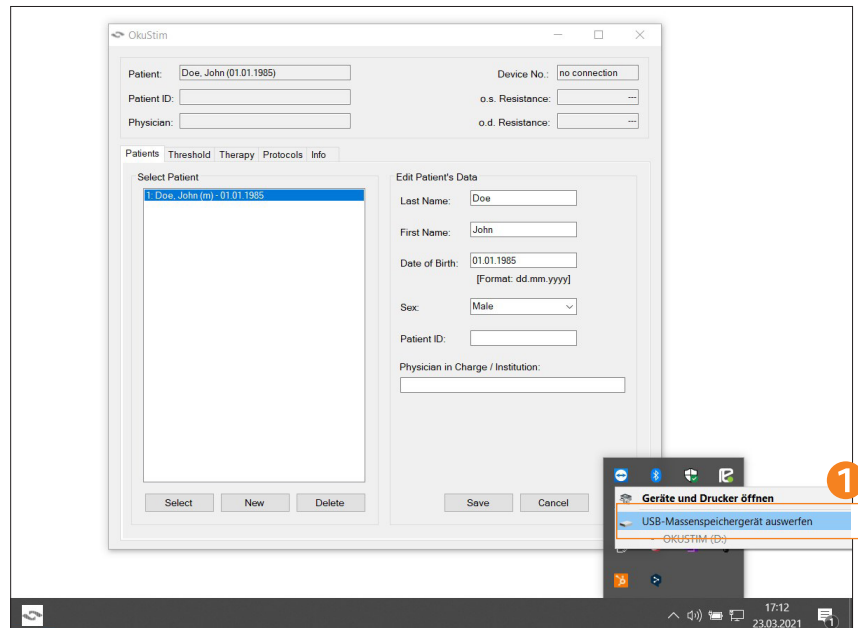 OkuStim
Patient: Doe, John (01.01.1985)
Device No.: no connection
Patient ID:
o.s. Resistance: ---
Physician:
o.d. Resistance: ---
Patients Threshold Therapy Protocols Info
Select Patient
1: Doe, John (m) - 01.01.1985
Edit Patient's Data
Last Name: Doe
First Name: John
Date of Birth: 01.01.1985
[Format: dd.mm.yyyy]
Sex: Male
Patient ID:
Physician in Charge / Institution:
Select New Delete
Save Cancel
1
Geräte und Drucker öffnen
USB-Massenspeichergerät auswerfen
- OKUSTIM (D:)
17:12
23.03.2021
1